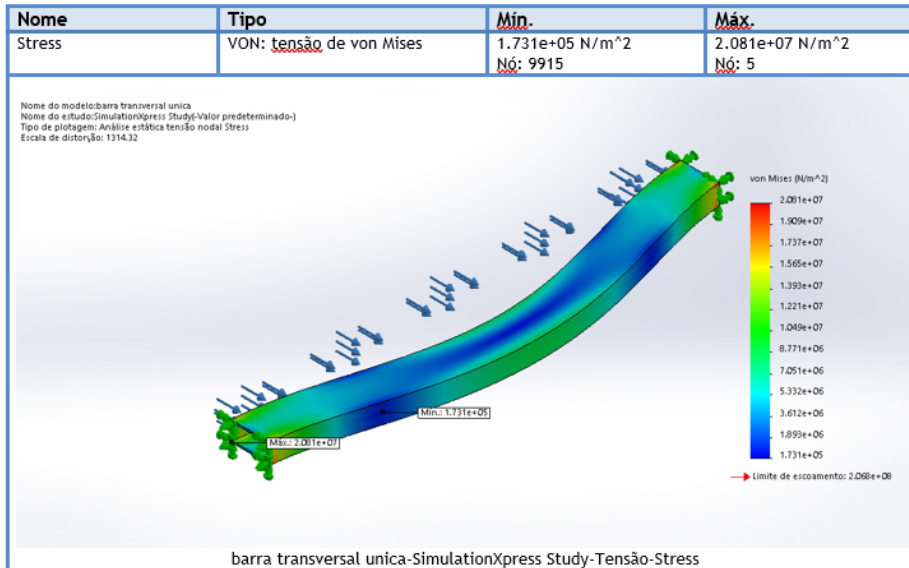 Nome Tipo Mín. Máx.
Stress VON: tensão de von Mises 1.731e+05 N/m^2 2.081e+07 N/m^2
Nó: 9915 Nó: 5
Nome do modelo:barra transversal unica
Nome do estudo:SimulationXpress Study(-Valor predeterminado-)
Tipo de plotagem: Análise estática tensão nodal Stress
Escala de distorção: 1314.32
von Mises (N/m^2)
2.081e+07
1.909e+07
1.737e+07
1.565e+07
1.393e+07
1.221e+07
1.049e+07
8.771e+06
7.051e+06
5.332e+06
3.612e+06
1.893e+06
1.731e+05
Limite de escoamento: 2.068e+08
Mín.: 1.731e+05
Máx.: 2.081e+07
barra transversal unica-SimulationXpress Study-Tensão-Stress